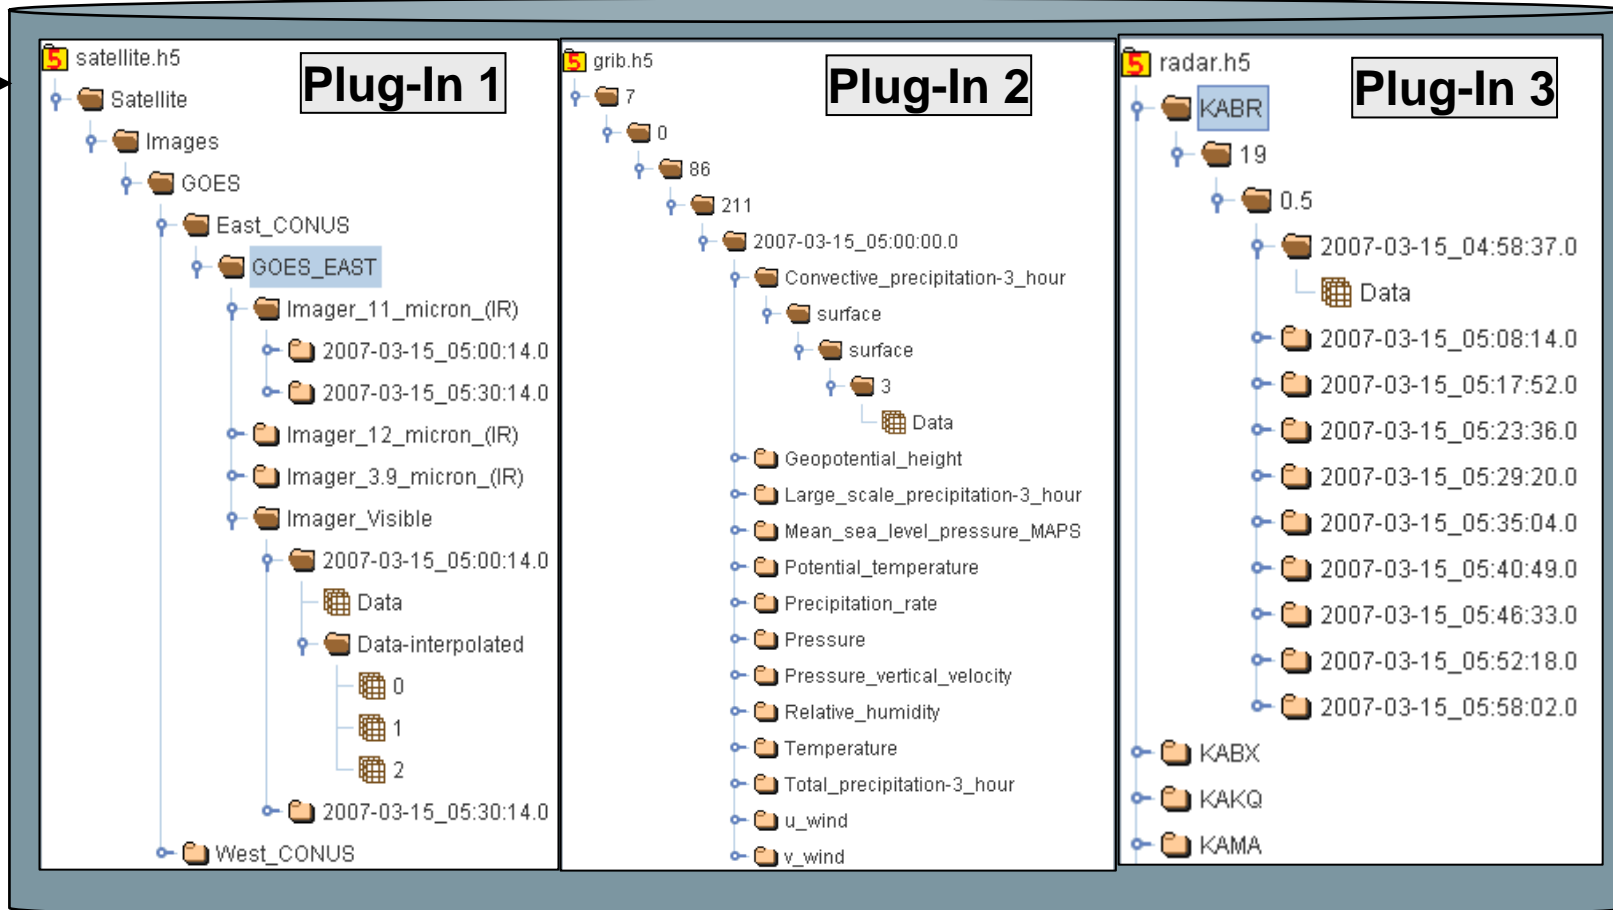 satellite.h5
Plug-In 1
Satellite
Images
GOES
East_CONUS
GOES_EAST
Imager_11_micron_(IR)
2007-03-15_05:00:14.0
2007-03-15_05:30:14.0
Imager_12_micron_(IR)
Imager_3.9_micron_(IR)
Imager_Visible
2007-03-15_05:00:14.0
Data
Data-interpolated
0
1
2
2007-03-15_05:30:14.0
West_CONUS
grib.h5
Plug-In 2
7
0
86
211
2007-03-15_05:00:00.0
Convective_precipitation-3_hour
surface
surface
3
Data
Geopotential_height
Large_scale_precipitation-3_hour
Mean_sea_level_pressure_MAPS
Potential_temperature
Precipitation_rate
Pressure
Pressure_vertical_velocity
Relative_humidity
Temperature
Total_precipitation-3_hour
u_wind
v_wind
radar.h5
Plug-In 3
KABR
19
0.5
2007-03-15_04:58:37.0
Data
2007-03-15_05:08:14.0
2007-03-15_05:17:52.0
2007-03-15_05:23:36.0
2007-03-15_05:29:20.0
2007-03-15_05:35:04.0
2007-03-15_05:40:49.0
2007-03-15_05:46:33.0
2007-03-15_05:52:18.0
2007-03-15_05:58:02.0
KABX
KAKQ
KAMA